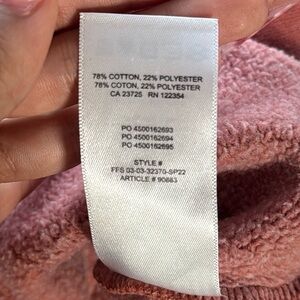 78% COTTON, 22% POLYESTER
78% COTON, 22% POLYESTER
CA 23725 RN 122354
PO 4500162693
PO 4500162694
PO 4500162695
STYLE #
FFS 03-03-32370-SP22
ARTICLE # 90883